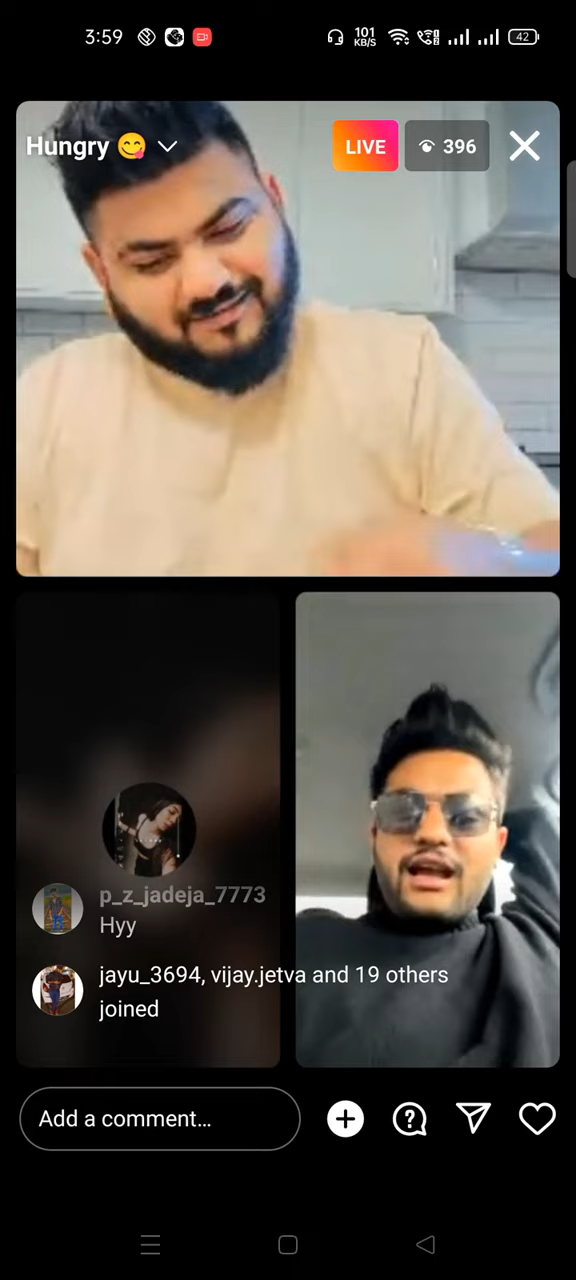 3:59
101
KB/S
42
Hungry 😋
LIVE
396
p_z_jadeja_7773
Hyy
jayu_3694, vijay.jetva and 19 others
joined
Add a comment...